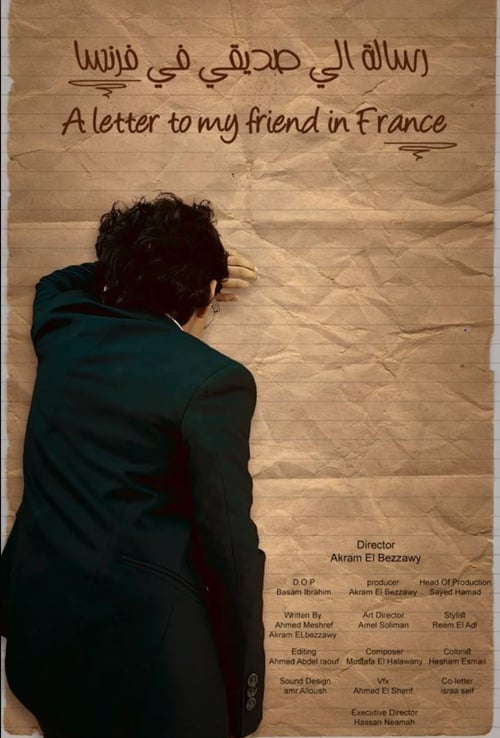 رسالة الي صديقي في فرنسا
A letter to my friend in France
Director
Akram El Bezzawy
D.O.P
Basam Ibrahim
producer
Akram El Bezzawy
Head Of Production
Sayed Hamad
Written By
Ahmed Meshref
Akram ELbezzawy
Art Director
Amel Soliman
Stylist
Reem El Adl
Editing
Ahmed Abdel raouf
Composer
Mostafa El Halawany
Colorist
Hesham Esmail
Sound Design
amr Alloush
Vfx
Ahmed El Sherif
Co-letter
israa seif
Executive Director
Hassan Neamah